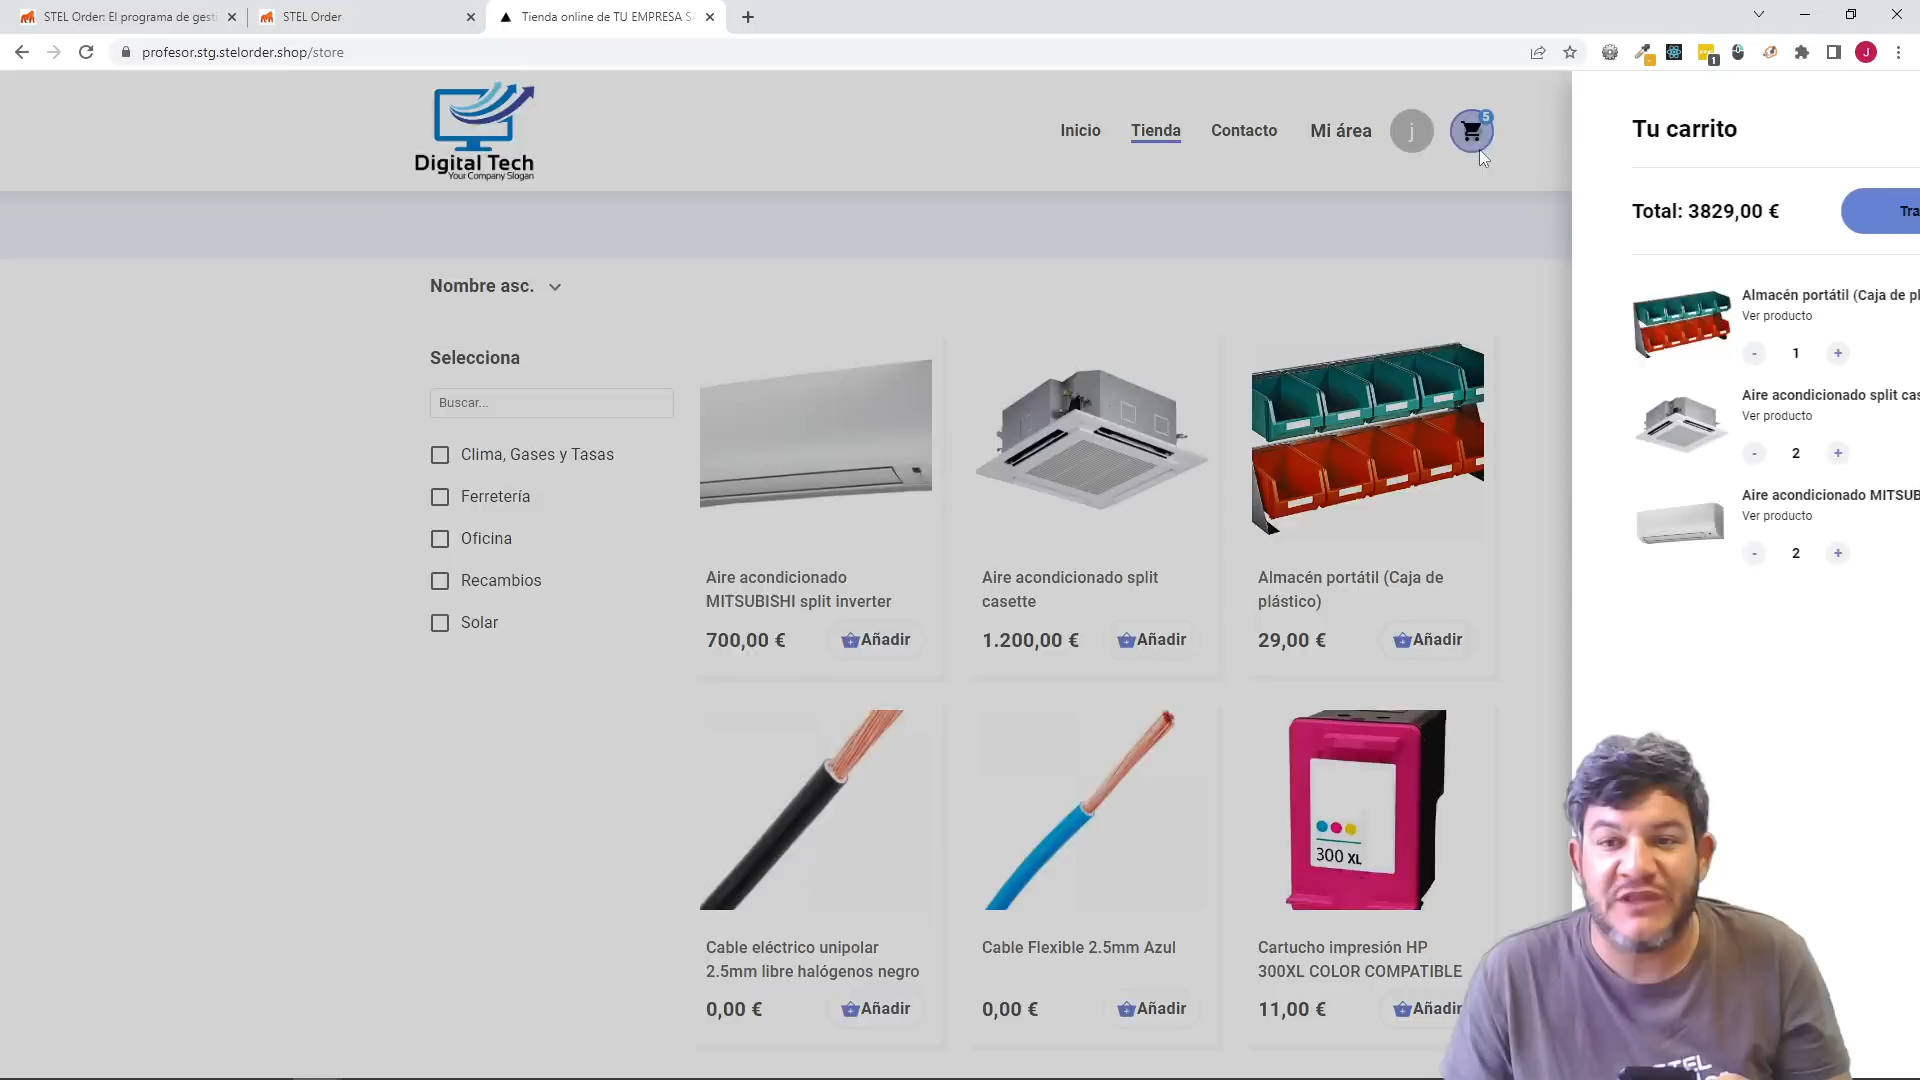 STEL Order: El programa de gesti
STEL Order
Tienda online de TU EMPRESA S
profesor.stg.stelorder.shop/store
1
J
Digital Tech
Your Company Slogan
Inicio
Tienda
Contacto
Mi área
j
5
Tu carrito
Total: 3829,00 €
Tra
Nombre asc.
Selecciona
Buscar...
Clima, Gases y Tasas
Ferretería
Oficina
Recambios
Solar
Aire acondicionado
MITSUBISHI split inverter
700,00 €
Añadir
Aire acondicionado split
casette
1.200,00 €
Añadir
Almacén portátil (Caja de
plástico)
29,00 €
Añadir
Cable eléctrico unipolar
2.5mm libre halógenos negro
0,00 €
Añadir
Cable Flexible 2.5mm Azul
0,00 €
Añadir
300 XL
Cartucho impresión HP
300XL COLOR COMPATIBLE
11,00 €
Añadir
Almacén portátil (Caja de pl
Ver producto
- 1 +
Aire acondicionado split cas
Ver producto
- 2 +
Aire acondicionado MITSUB
Ver producto
- 2 +
STEL